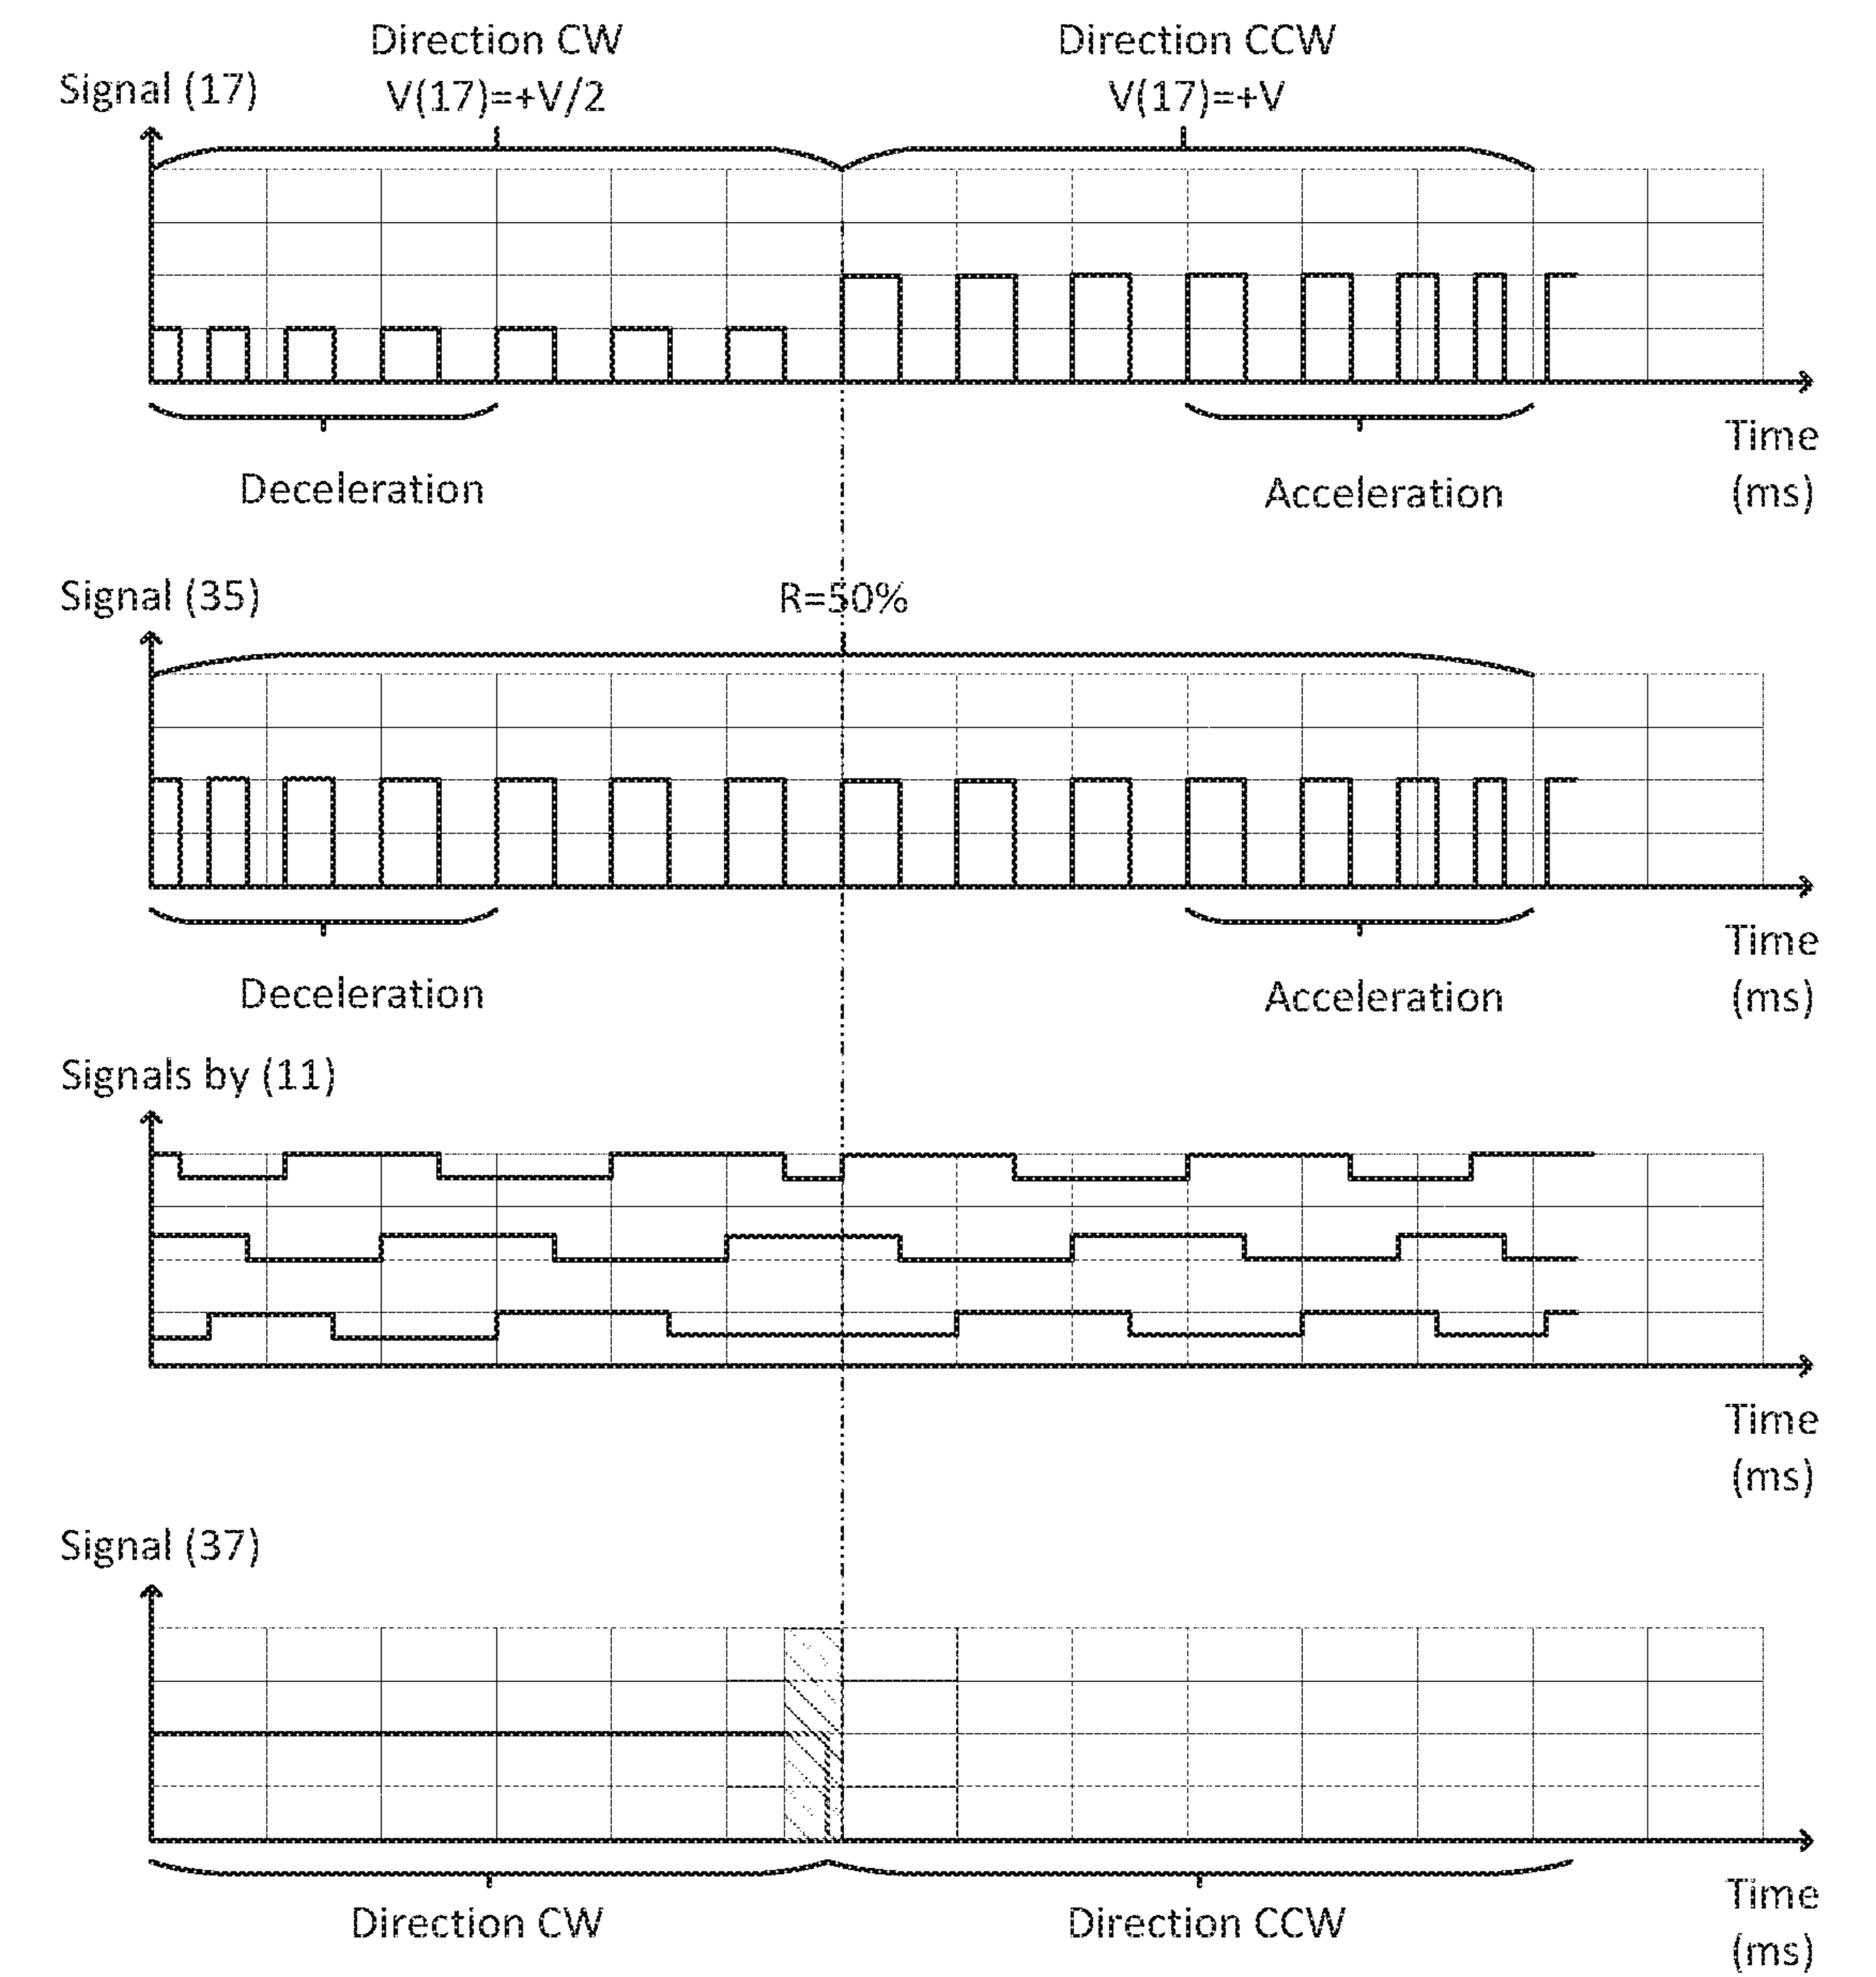 Direction CW
Direction CCW
Signal (17)
V(17)=+V/2
V(17)=+V
Time
(ms)
Deceleration
Acceleration
Signal (35)
R=50%
Time
(ms)
Deceleration
Acceleration
Signals by (11)
Time
(ms)
Signal (37)
Time
(ms)
Direction CW
Direction CCW